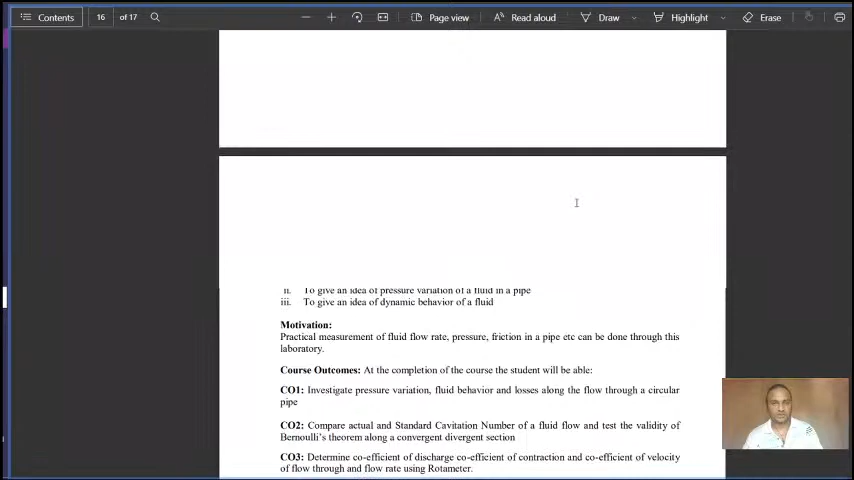 Contents 16 of 17 Page view Read aloud Draw Highlight Erase
ii. To give an idea of pressure variation of a fluid in a pipe
iii. To give an idea of dynamic behavior of a fluid
Motivation:
Practical measurement of fluid flow rate, pressure, friction in a pipe etc can be done through this
laboratory.
Course Outcomes: At the completion of the course the student will be able:
CO1: Investigate pressure variation, fluid behavior and losses along the flow through a circular
pipe
CO2: Compare actual and Standard Cavitation Number of a fluid flow and test the validity of
Bernoulli's theorem along a convergent divergent section
CO3: Determine co-efficient of discharge co-efficient of contraction and co-efficient of velocity
of flow through and flow rate using Rotameter.